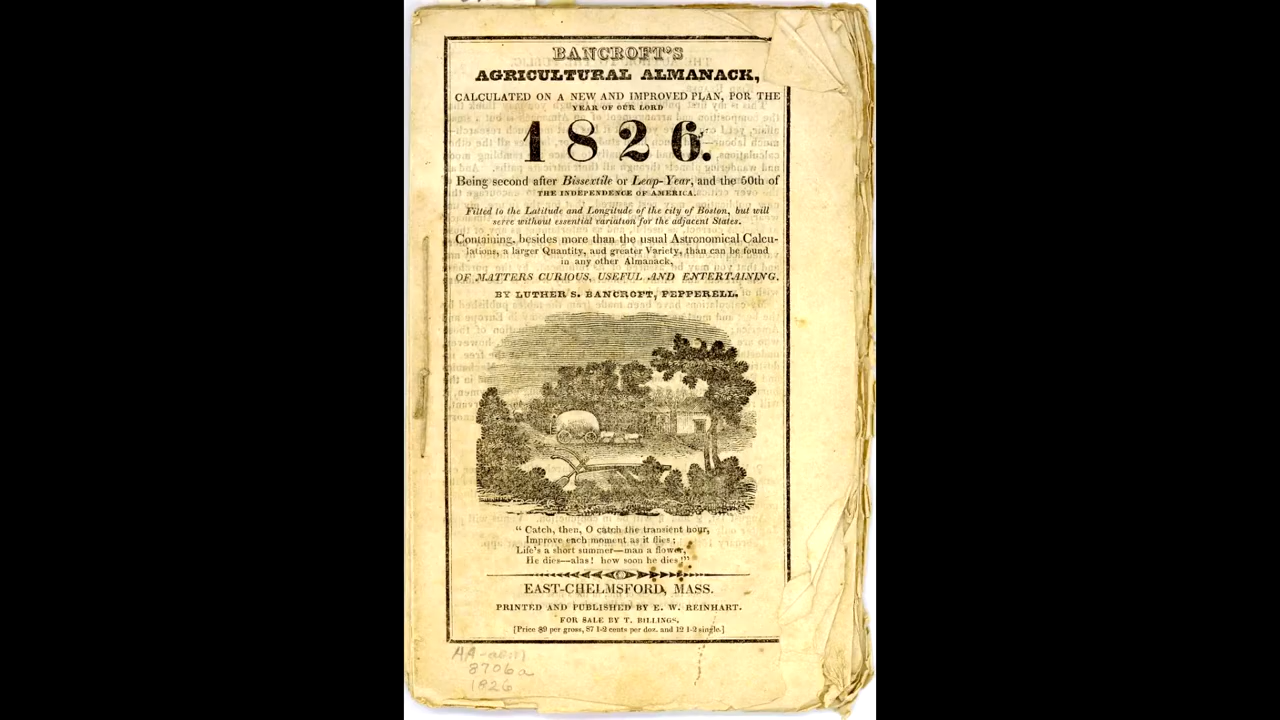 BANCROFT'S
AGRICULTURAL ALMANACK,
CALCULATED ON A NEW AND IMPROVED PLAN, FOR THE
YEAR OF OUR LORD
1826.
Being second after Bissextile or Leap-Year, and the 50th of
THE INDEPENDENCE OF AMERICA.
Fitted to the Latitude and Longitude of the city of Boston, but will
serve without essential variation for the adjacent States.
Containing, besides more than the usual Astronomical Calcu-
lations, a larger Quantity, and greater Variety, than can be found
in any other Almanack,
OF MATTERS CURIOUS, USEFUL AND ENTERTAINING.
BY LUTHER S. BANCROFT, PEPPERELL.
" Catch, then, O catch the transient hour,
Improve each moment as it flies ;
Life's a short summer—man a flower,
He dies—alas! how soon he dies!"
EAST-CHELMSFORD, MASS.
PRINTED AND PUBLISHED BY E. W. REINHART.
FOR SALE BY T. BILLINGS.
[Price $9 per gross, 87 1-2 cents per doz. and 12 1-2 single.]
8706a
1826